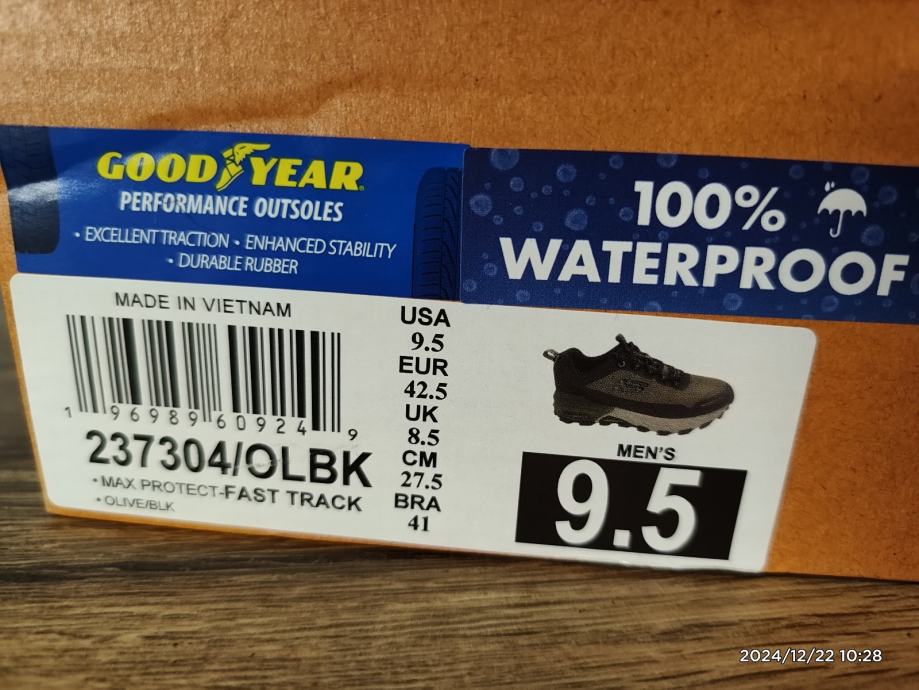 GOOD YEAR
PERFORMANCE OUTSOLES
• EXCELLENT TRACTION • ENHANCED STABILITY
• DURABLE RUBBER
100%
WATERPROOF
MADE IN VIETNAM
1 96989 60924 9
237304/OLBK
• MAX PROTECT-FAST TRACK
• OLIVE/BLK
USA
9.5
EUR
42.5
UK
8.5
CM
27.5
BRA
41
MEN'S
9.5
2024/12/22 10:28